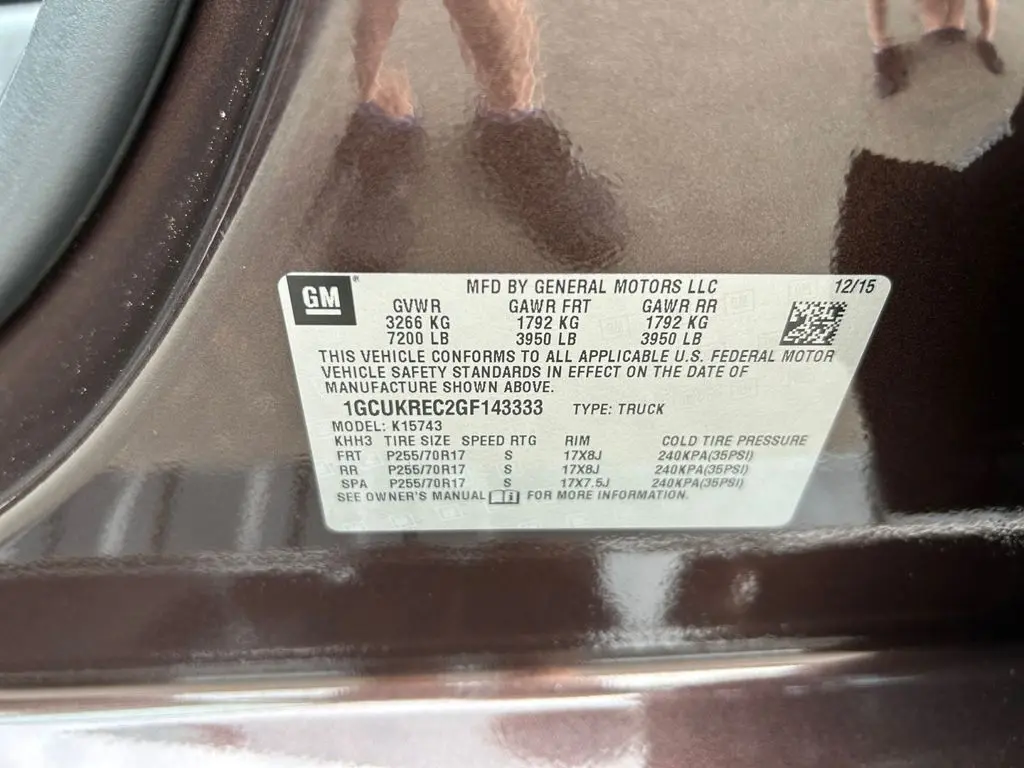 GM ® MFD BY GENERAL MOTORS LLC 12/15
GVWR GAWR FRT GAWR RR
3266 KG 1792 KG 1792 KG
7200 LB 3950 LB 3950 LB
THIS VEHICLE CONFORMS TO ALL APPLICABLE U.S. FEDERAL MOTOR
VEHICLE SAFETY STANDARDS IN EFFECT ON THE DATE OF
MANUFACTURE SHOWN ABOVE.
1GCUKREC2GF143333 TYPE: TRUCK
MODEL: K15743
KHH3 TIRE SIZE SPEED RTG RIM COLD TIRE PRESSURE
FRT P255/70R17 S 17X8J 240KPA(35PSI)
RR P255/70R17 S 17X8J 240KPA(35PSI)
SPA P255/70R17 S 17X7.5J 240KPA(35PSI)
SEE OWNER'S MANUAL FOR MORE INFORMATION.